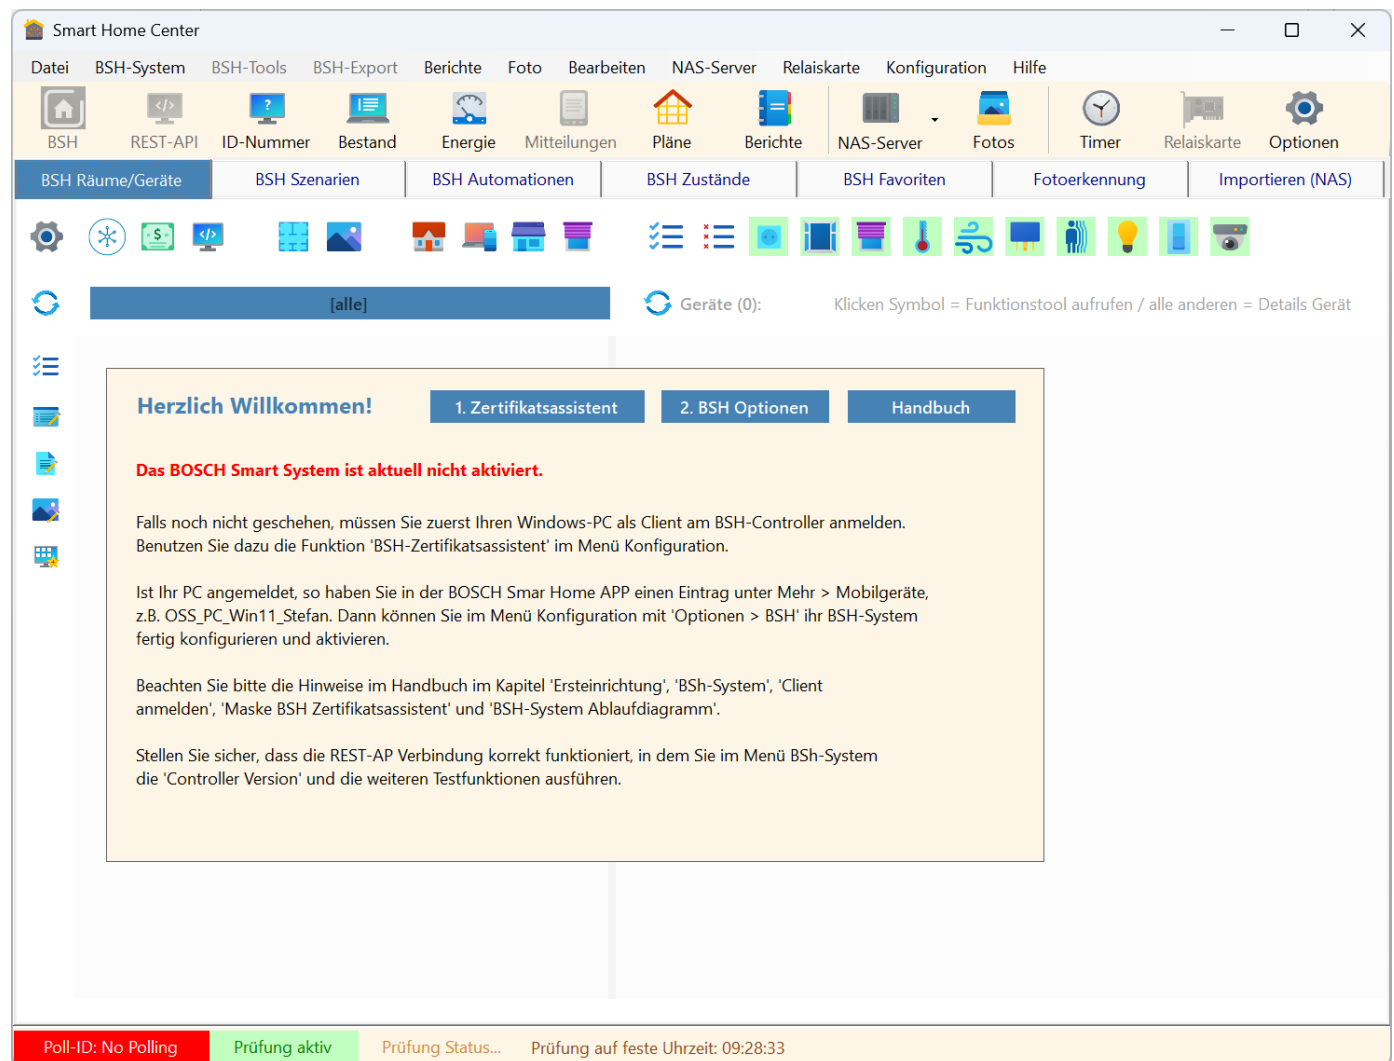 Smart Home Center
Datei BSH-System BSH-Tools BSH-Export Berichte Foto Bearbeiten NAS-Server Relaiskarte Konfiguration Hilfe
BSH REST-API ID-Nummer Bestand Energie Mitteilungen Pläne Berichte NAS-Server Fotos Timer Relaiskarte Optionen
BSH Räume/Geräte BSH Szenarien BSH Automationen BSH Zustände BSH Favoriten Fotoerkennung Importieren (NAS)
[alle] Geräte (0): Klicken Symbol = Funktionstool aufrufen / alle anderen = Details Gerät
Herzlich Willkommen! 1. Zertifikatsassistent 2. BSH Optionen Handbuch
Das BOSCH Smart System ist aktuell nicht aktiviert.
Falls noch nicht geschehen, müssen Sie zuerst Ihren Windows-PC als Client am BSH-Controller anmelden.
Benutzen Sie dazu die Funktion 'BSH-Zertifikatsassistent' im Menü Konfiguration.
Ist Ihr PC angemeldet, so haben Sie in der BOSCH Smar Home APP einen Eintrag unter Mehr > Mobilgeräte,
z.B. OSS_PC_Win11_Stefan. Dann können Sie im Menü Konfiguration mit 'Optionen > BSH' ihr BSH-System
fertig konfigurieren und aktivieren.
Beachten Sie bitte die Hinweise im Handbuch im Kapitel 'Ersteinrichtung', 'BSh-System', 'Client
anmelden', 'Maske BSH Zertifikatsassistent' und 'BSH-System Ablaufdiagramm'.
Stellen Sie sicher, dass die REST-AP Verbindung korrekt funktioniert, in dem Sie im Menü BSh-System
die 'Controller Version' und die weiteren Testfunktionen ausführen.
Poll-ID: No Polling Prüfung aktiv Prüfung Status... Prüfung auf feste Uhrzeit: 09:28:33